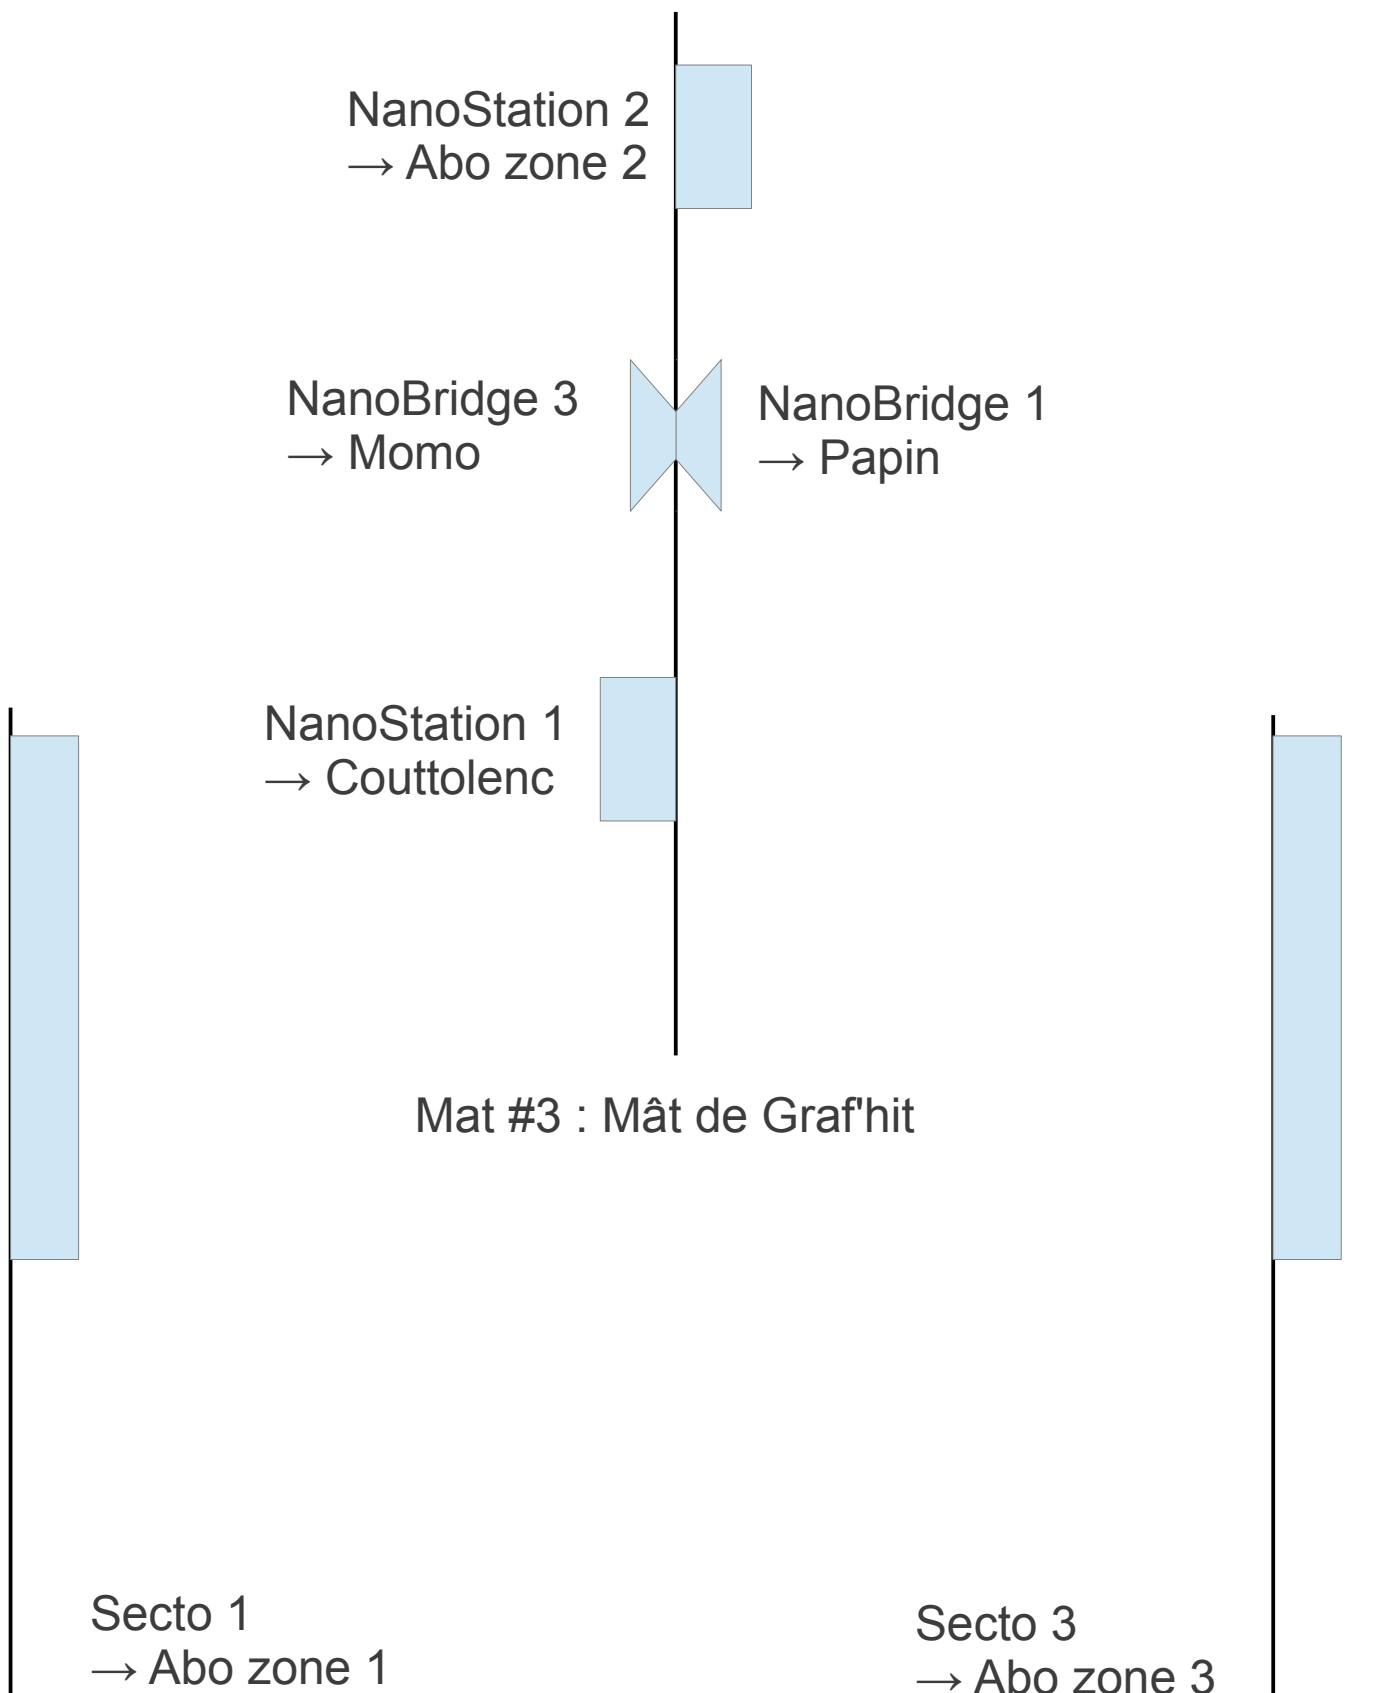 NanoStation 2
→ Abo zone 2
NanoBridge 3
→ Momo
NanoBridge 1
→ Papin
NanoStation 1
→ Couttolenc
Mat #3 : Mât de Graf'hit
Secto 1
→ Abo zone 1
Secto 3
→ Abo zone 3